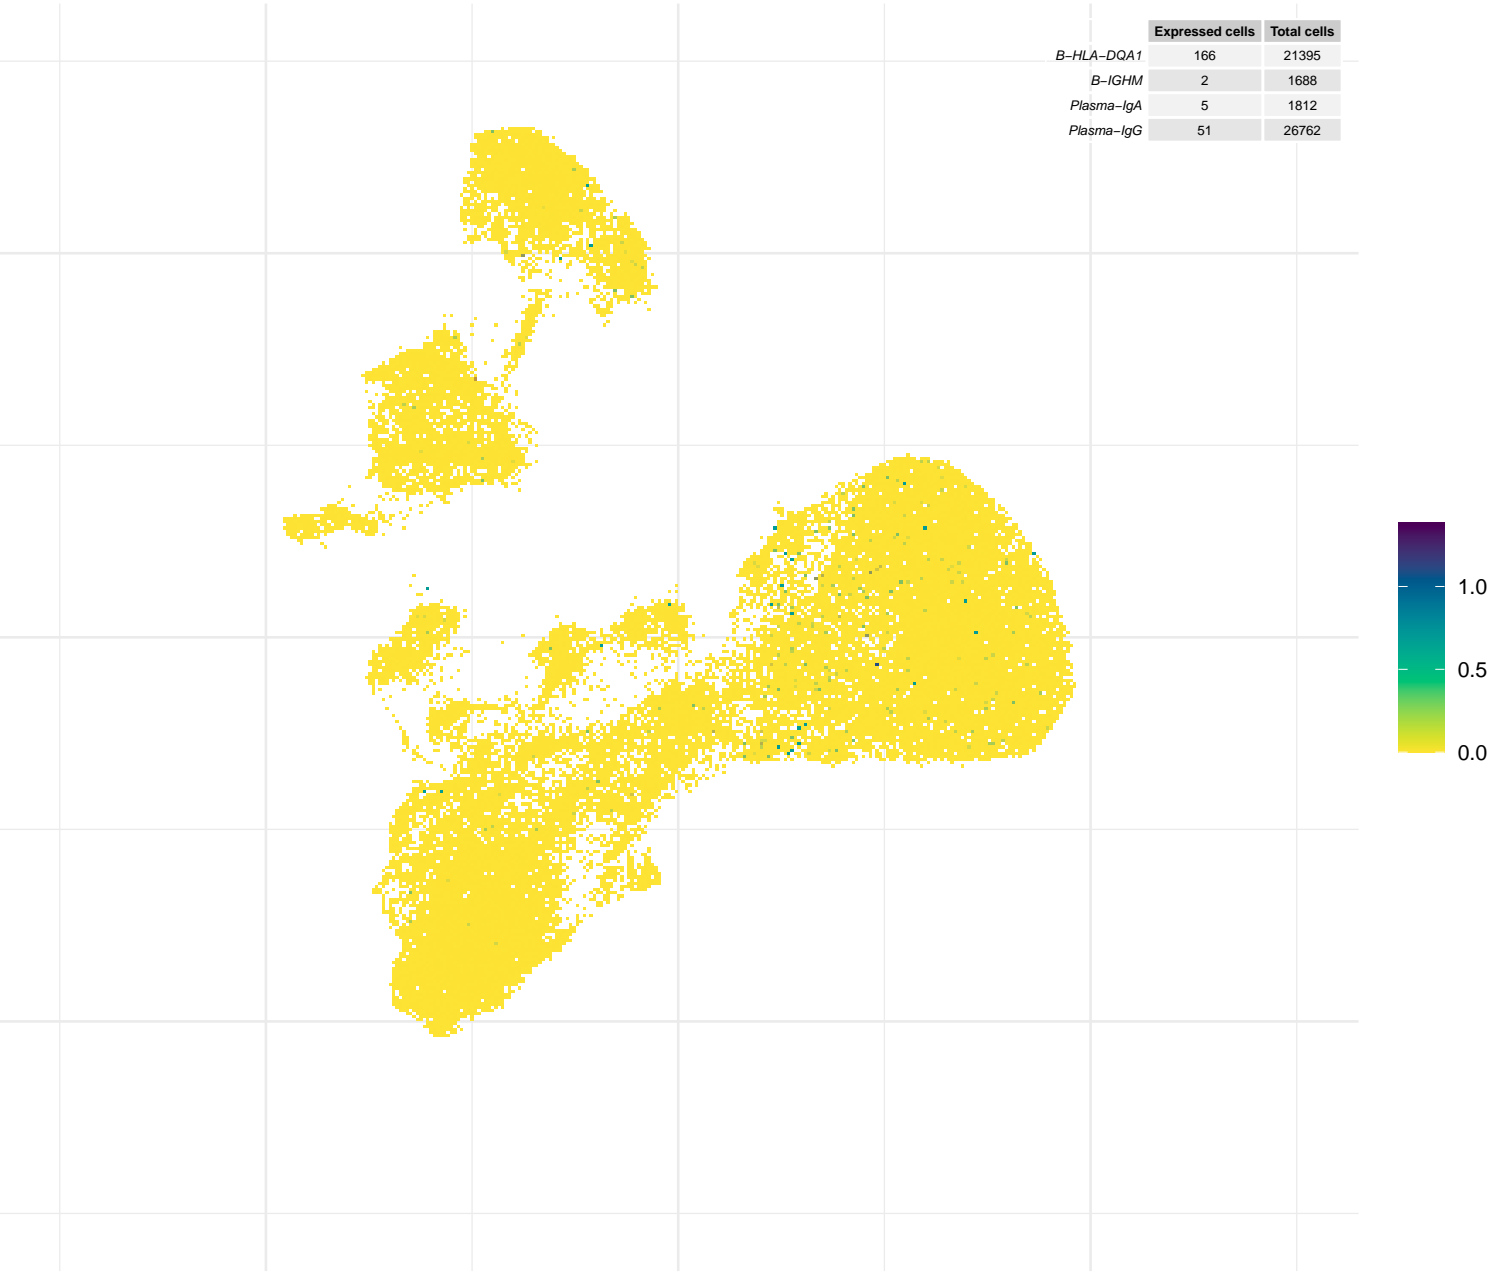 Expressed cells Total cells
B−HLA−DQA1 166 21395
B−IGHM 2 1688
Plasma−IgA 5 1812
Plasma−IgG 51 26762
1.0
0.5
0.0